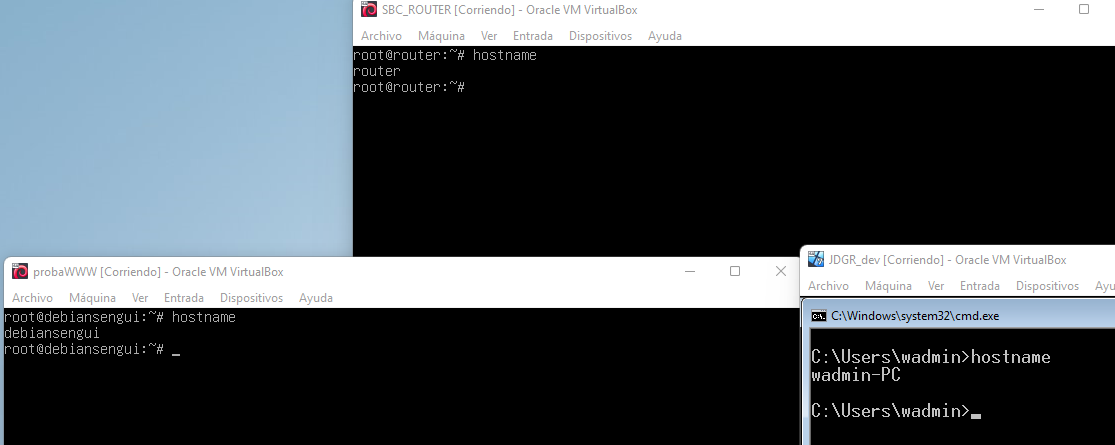 SBC_ROUTER [Corriendo] - Oracle VM VirtualBox
Archivo Máquina Ver Entrada Dispositivos Ayuda
root@router:~# hostname
router
root@router:~#
probaWWW [Corriendo] - Oracle VM VirtualBox
Archivo Máquina Ver Entrada Dispositivos Ayuda
root@debiansengui:~# hostname
debiansengui
root@debiansengui:~# _
JDGR_dev [Corriendo] - Oracle VM VirtualBox
Archivo Máquina Ver Entrada Dispositivos Ayu
C:\Windows\system32\cmd.exe
C:\Users\wadmin>hostname
wadmin-PC
C:\Users\wadmin>_